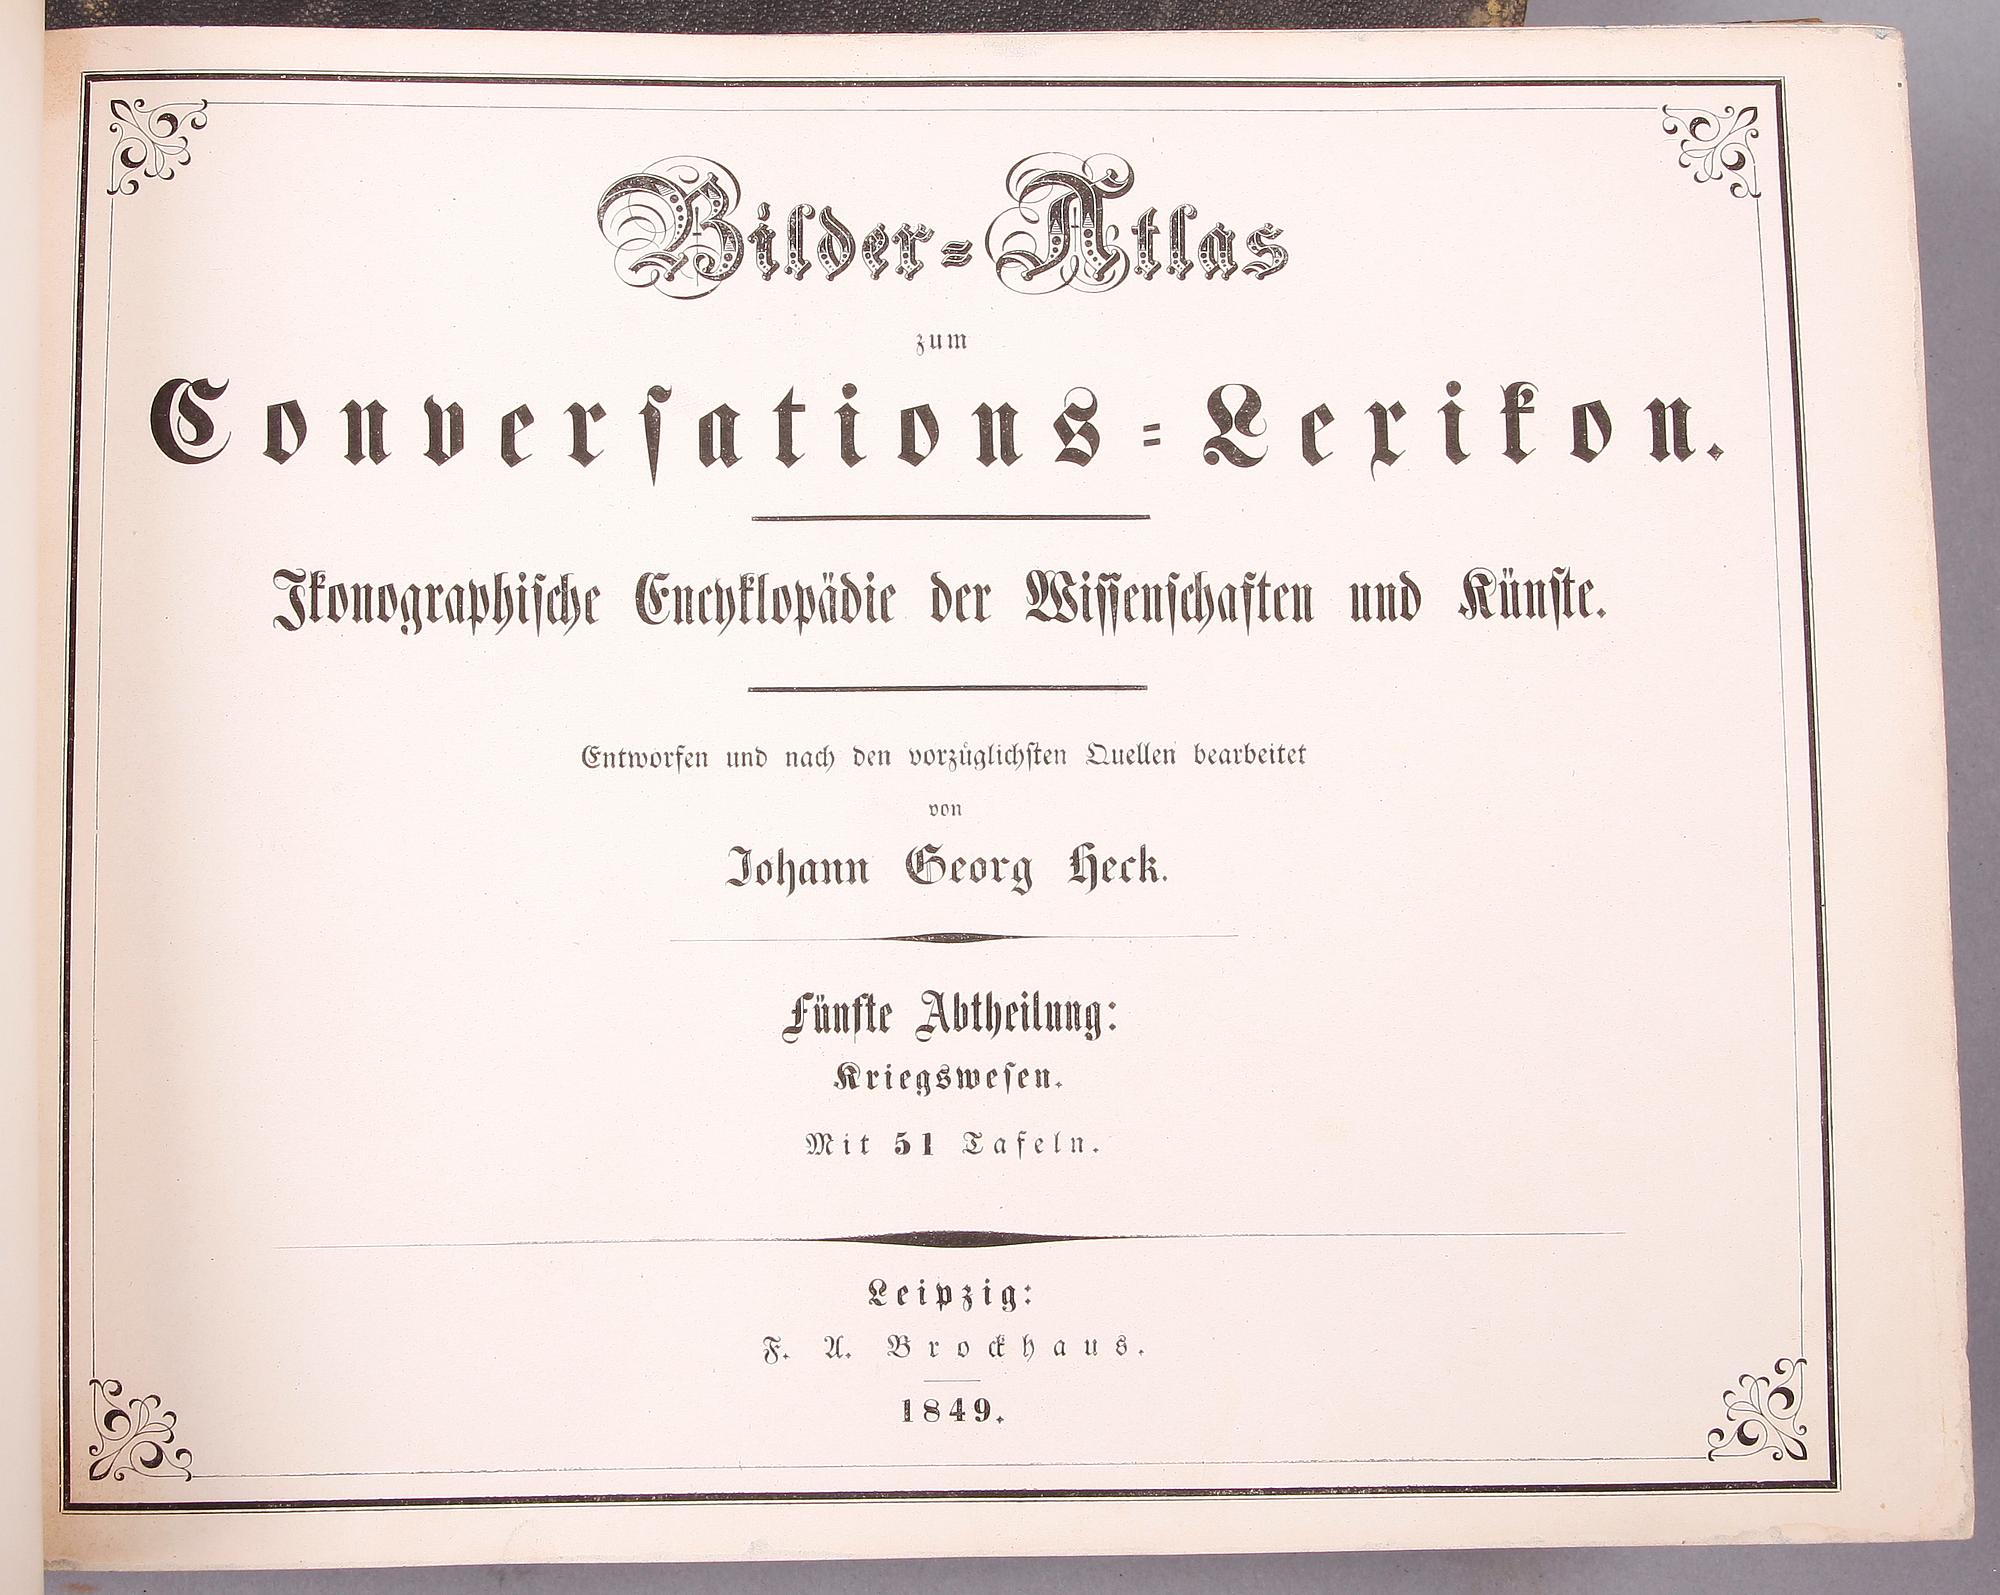 Bilder=Atlas
zum
Conversations=Lexikon.
Ikonographische Encyklopädie der Wissenschaften und Künste.
Entworfen und nach den vorzüglichsten Quellen bearbeitet
von
Johann Georg Heck.
Fünfte Abtheilung:
Kriegswesen.
Mit 51 Tafeln.
Leipzig:
F. A. Brockhaus.
1849.